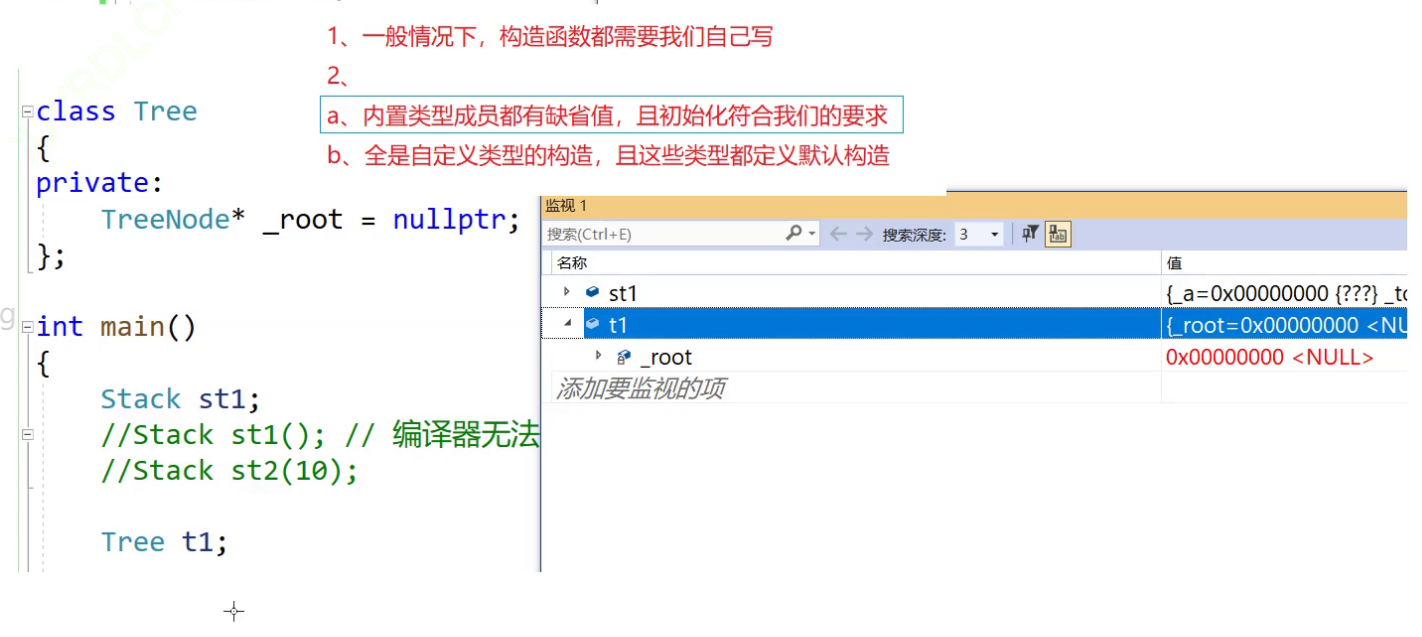 1、一般情况下，构造函数都需要我们自己写
2、
a、内置类型成员都有缺省值，且初始化符合我们的要求
b、全是自定义类型的构造，且这些类型都定义默认构造
class Tree
{
private:
TreeNode* _root = nullptr;
};
int main()
{
Stack st1;
//Stack st1(); // 编译器无法
//Stack st2(10);
Tree t1;
监视 1
搜索(Ctrl+E) 搜索深度: 3
名称 值
st1 {_a=0x00000000 {???} _to
t1 {_root=0x00000000 <NU
_root 0x00000000 <NULL>
添加要监视的项